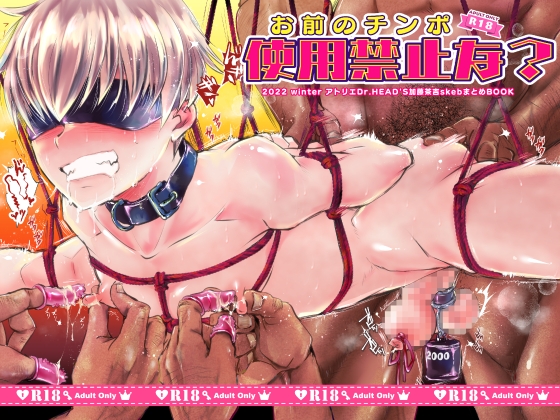 お前のチンポ
ADULT ONLY
R18
使用禁止な?
2022 winter アトリエDr.HEAD'S加藤茶吉skebまとめBOOK
2000
R18 Adult Only R18 Adult Only R18 Adult Only R18 Adult Only